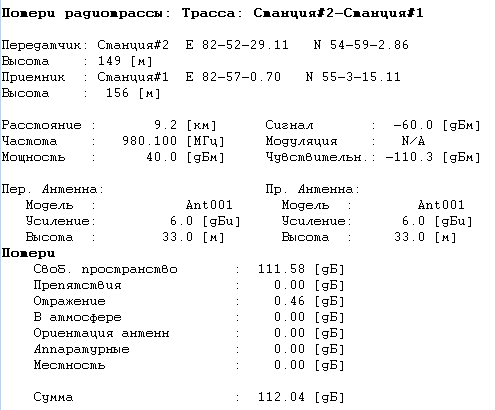 Потери радиотрассы: Трасса: Станция#2-Станция#1
Передатчик: Станция#2 E 82-52-29.11 N 54-59-2.86
Высота : 149 [м]
Приемник : Станция#1 E 82-57-0.70 N 55-3-15.11
Высота : 156 [м]
Расстояние : 9.2 [км] Сигнал : -60.0 [дБм]
Частота : 980.100 [МГц] Модуляция : N/A
Мощность : 40.0 [дБм] Чувствительн.: -110.3 [дБм]
Пер. Антенна: Пр. Антенна:
Модель : Ant001 Модель : Ant001
Усиление : 6.0 [дБи] Усиление: 6.0 [дБи]
Высота : 33.0 [м] Высота : 33.0 [м]
Потери
Своб. пространство : 111.58 [дБ]
Препятствия : 0.00 [дБ]
Отражение : 0.46 [дБ]
В атмосфере : 0.00 [дБ]
Ориентация антенн : 0.00 [дБ]
Аппаратурные : 0.00 [дБ]
Местность : 0.00 [дБ]
Сумма : 112.04 [дБ]